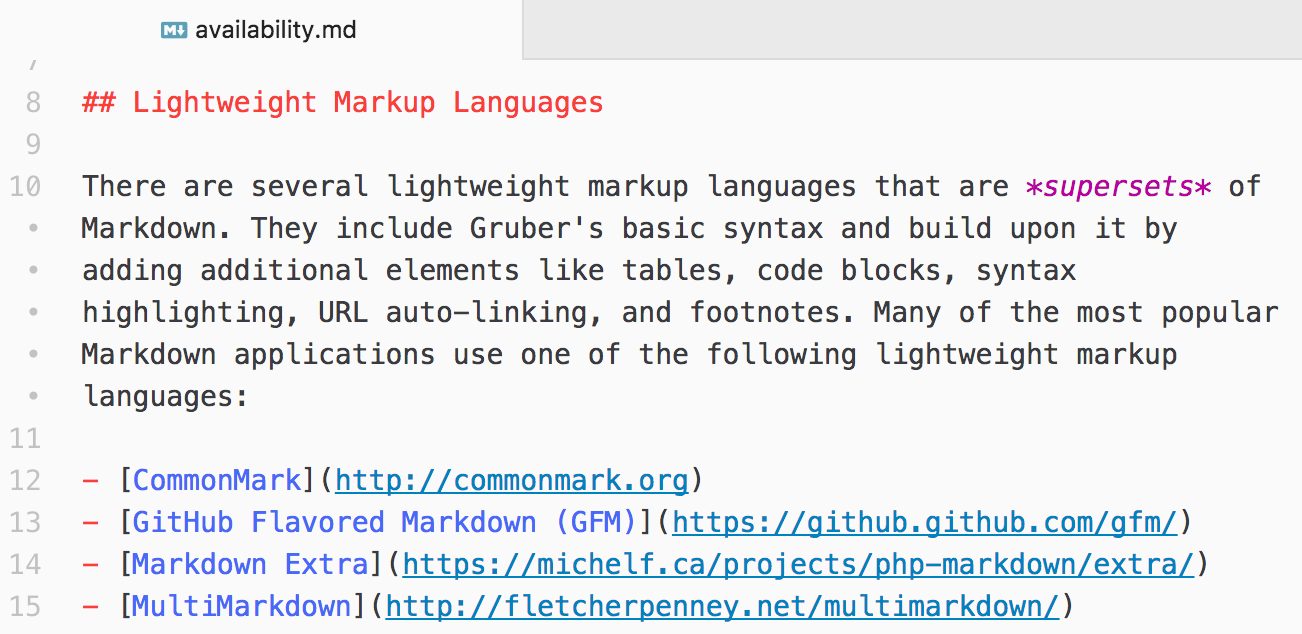 M↓ availability.md
7
8 ## Lightweight Markup Languages
9
10 There are several lightweight markup languages that are *supersets* of
• Markdown. They include Gruber's basic syntax and build upon it by
• adding additional elements like tables, code blocks, syntax
• highlighting, URL auto-linking, and footnotes. Many of the most popular
• Markdown applications use one of the following lightweight markup
• languages:
11
12 - [CommonMark](http://commonmark.org)
13 - [GitHub Flavored Markdown (GFM)](https://github.github.com/gfm/)
14 - [Markdown Extra](https://michelf.ca/projects/php-markdown/extra/)
15 - [MultiMarkdown](http://fletcherpenney.net/multimarkdown/)